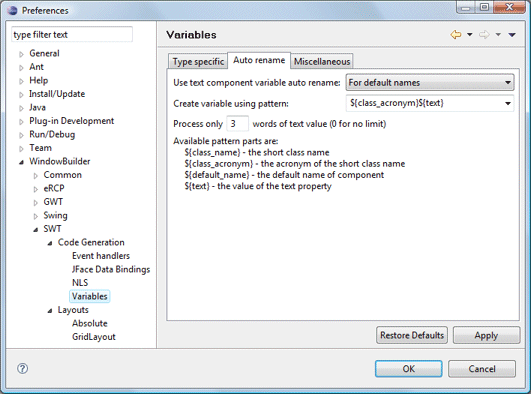 Preferences
type filter text
General
Ant
Help
Install/Update
Java
Plug-in Development
Run/Debug
Team
WindowBuilder
Common
eRCP
GWT
Swing
SWT
Code Generation
Event handlers
JFace Data Bindings
NLS
Variables
Layouts
Absolute
GridLayout
Variables
Type specific Auto rename Miscellaneous
Use text component variable auto rename: For default names
Create variable using pattern: ${class_acronym}${text}
Process only 3 words of text value (0 for no limit)
Available pattern parts are:
${class_name} - the short class name
${class_acronym} - the acronym of the short class name
${default_name} - the default name of component
${text} - the value of the text property
Restore Defaults Apply
OK Cancel